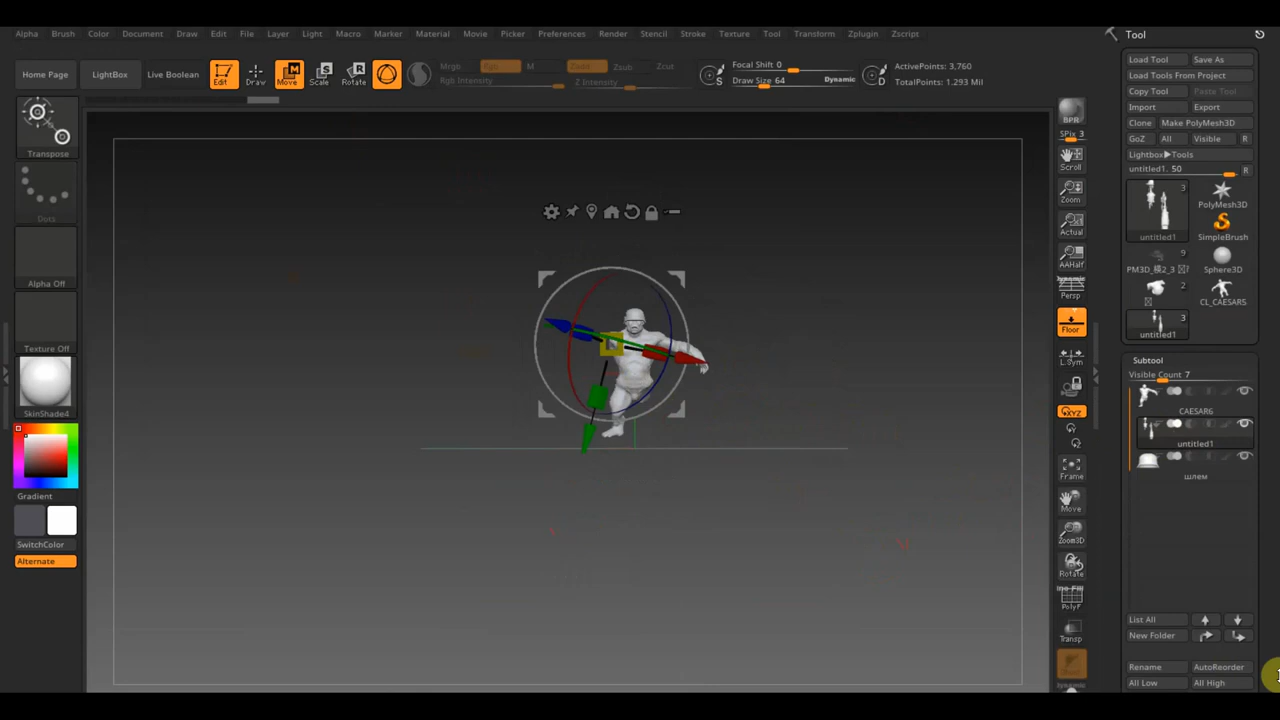 Alpha Brush Color Document Draw Edit File Layer Light Macro Marker Material Movie Picker Preferences Render Stencil Stroke Texture Tool Transform Zplugin Zscript
Home Page LightBox Live Boolean Edit Draw Move Scale Rotate
Mrgb Rgb M Zadd Zsub Zcut
Rgb Intensity Z Intensity
Focal Shift 0
Draw Size 64 Dynamic
S
D
ActivePoints: 3,760
TotalPoints: 1.293 Mil
Transpose
Dots
Alpha Off
Texture Off
SkinShade4
Gradient
SwitchColor
Alternate
BPR
SPix 3
Scroll
Zoom
Actual
AAHalf
Dynamic
Persp
Floor
L.Sym
XYZ
Frame
Move
Zoom3D
Rotate
PolyF
Transp
Dynamic
Tool
Load Tool Save As
Load Tools From Project
Copy Tool Paste Tool
Import Export
Clone Make PolyMesh3D
GoZ All Visible R
Lightbox▶Tools
untitled1. 50 R
3
untitled1
PolyMesh3D
SimpleBrush
9
Sphere3D
2
CL_CAESARS
3
untitled1
Subtool
Visible Count 7
CAESAR6
untitled1
шлем
List All
New Folder
Rename AutoReorder
All Low All High